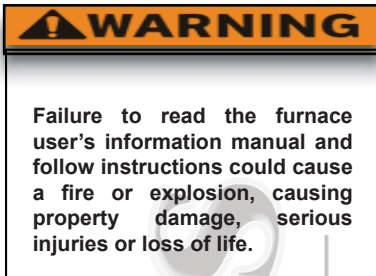 WARNING
Failure to read the furnace
user's information manual and
follow instructions could cause
a fire or explosion, causing
property damage, serious
injuries or loss of life.